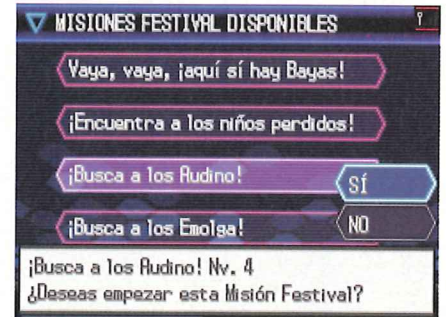 MISIONES FESTIVAL DISPONIBLES
Vaya, vaya, ¡aquí sí hay Bayas!
¡Encuentra a los niños perdidos!
¡Busca a los Audino!
SÍ
¡Busca a los Emolga!
NO
¡Busca a los Audino! Nv. 4
¿Deseas empezar esta Misión Festival?